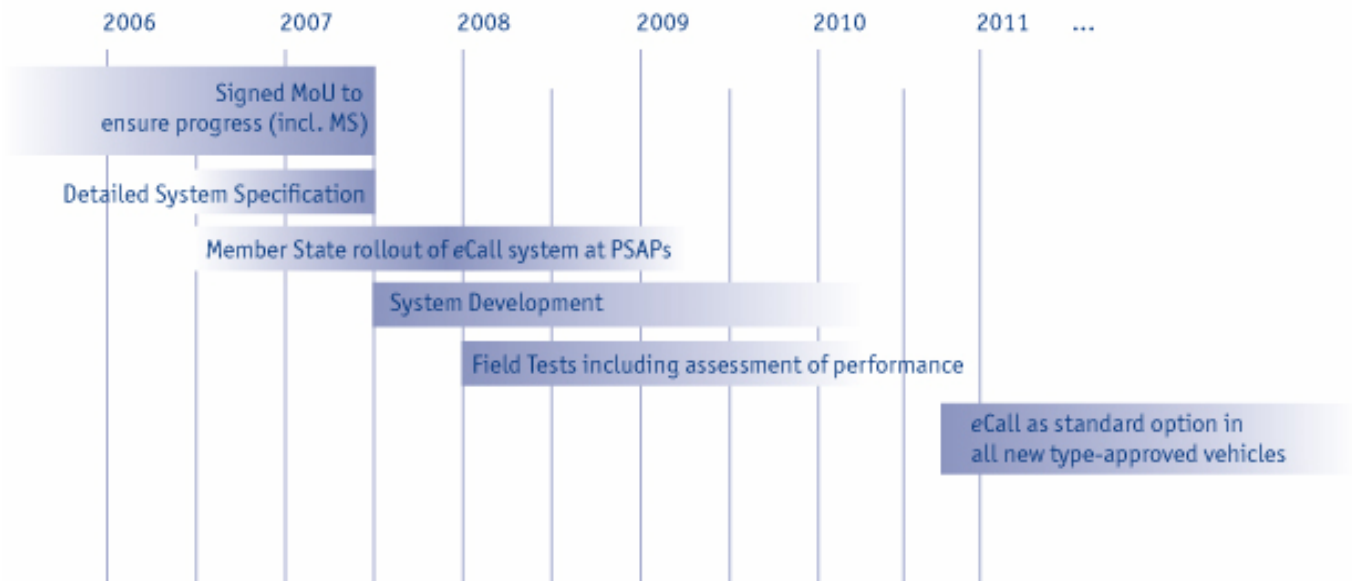 2006 2007 2008 2009 2010 2011 ...
Signed MoU to
ensure progress (incl. MS)
Detailed System Specification
Member State rollout of eCall system at PSAPs
System Development
Field Tests including assessment of performance
eCall as standard option in
all new type-approved vehicles